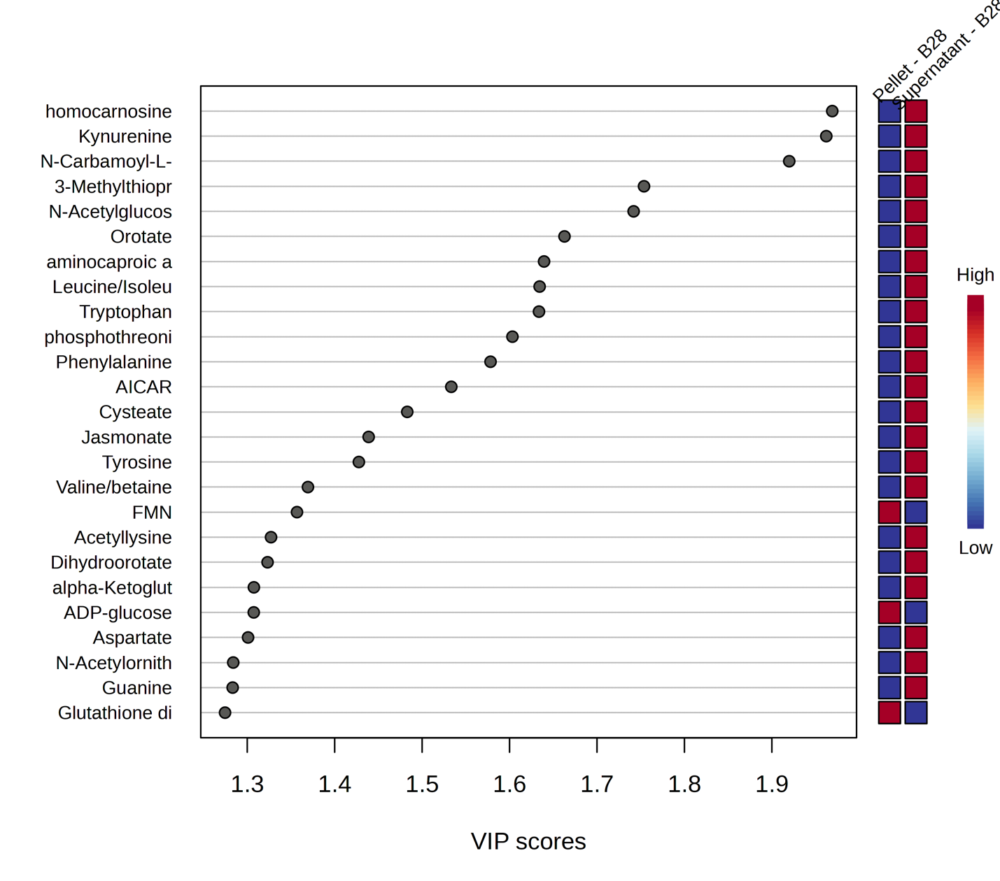 Pellet - B28
Supernatant - B28
homocarnosine
Kynurenine
N-Carbamoyl-L-
3-Methylthiopr
N-Acetylglucos
Orotate
aminocaproic a
Leucine/Isoleu
Tryptophan
phosphothreoni
Phenylalanine
AICAR
Cysteate
Jasmonate
Tyrosine
Valine/betaine
FMN
Acetyllysine
Dihydroorotate
alpha-Ketoglut
ADP-glucose
Aspartate
N-Acetylornith
Guanine
Glutathione di
High
Low
1.3 1.4 1.5 1.6 1.7 1.8 1.9
VIP scores